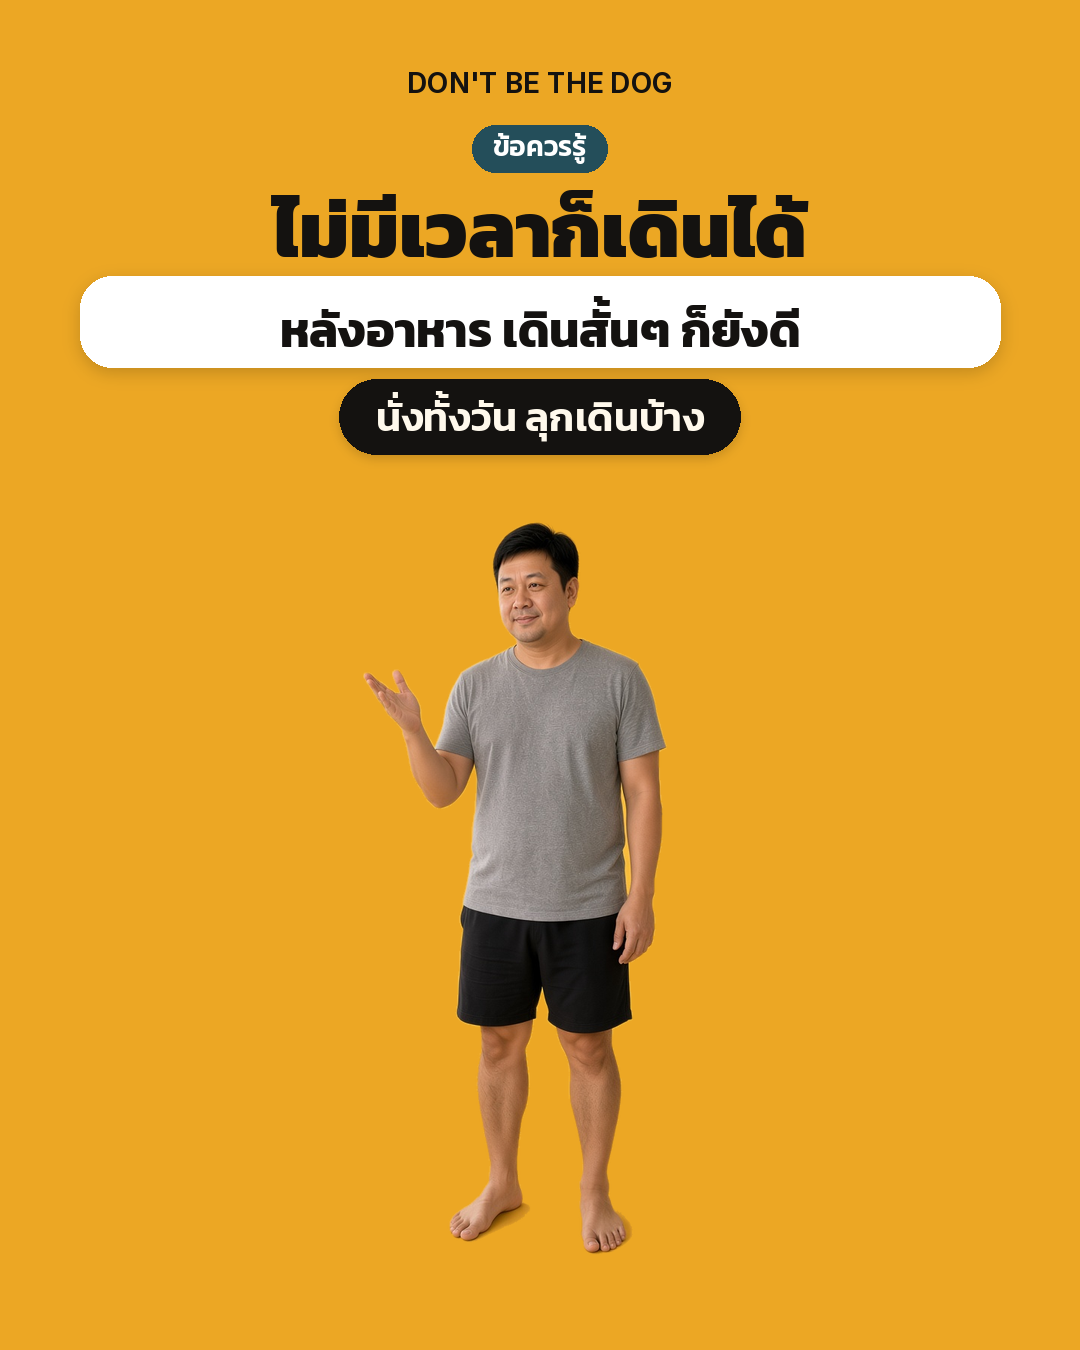 DON'T BE THE DOG
ข้อควรรู้
ไม่มีเวลาก็เดินได้
หลังอาหาร เดินสั้นๆ ก็ยังดี
นั่งทั้งวัน ลุกเดินบ้าง